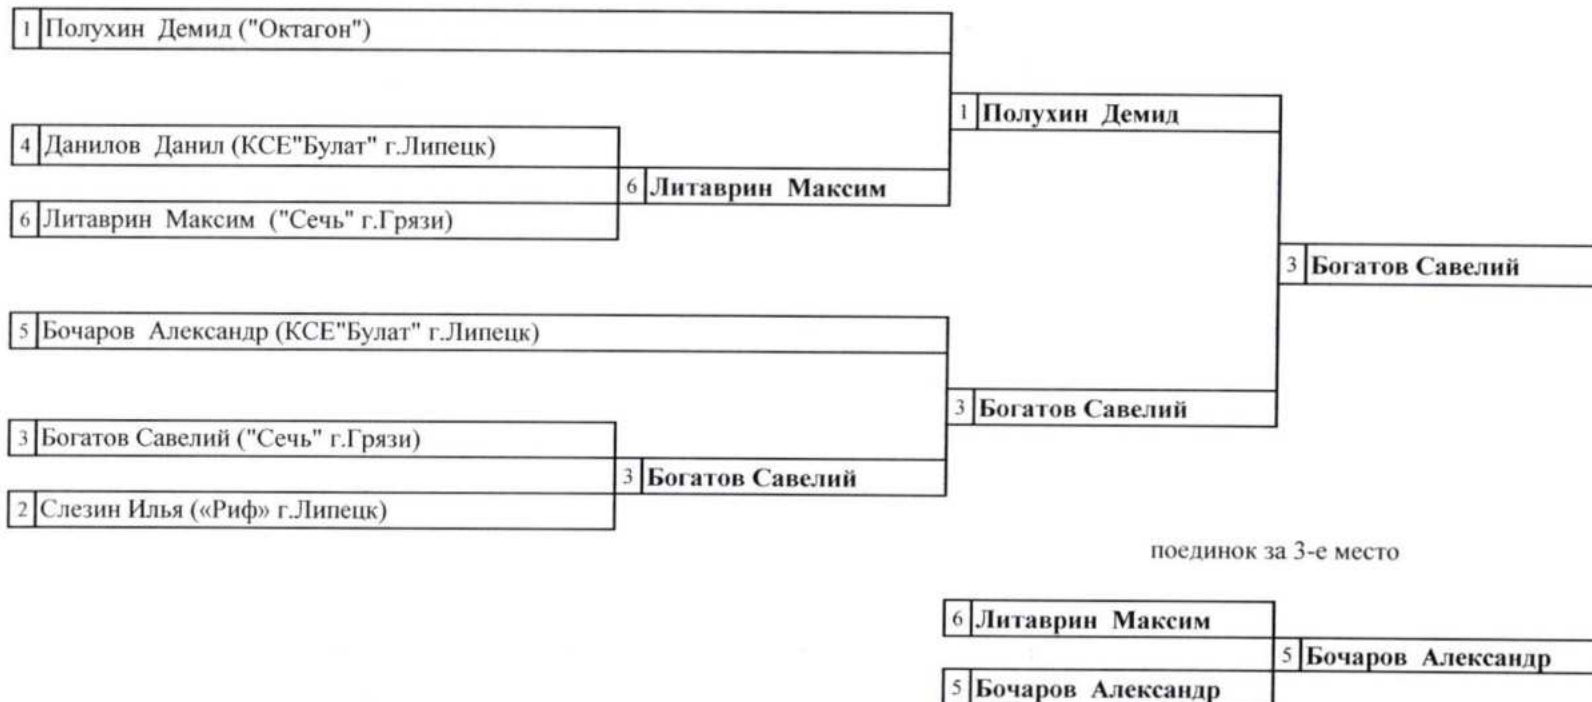 1 Полухин Демид ("Октагон")
1 Полухин Демид
4 Данилов Данил (КСЕ"Булат" г.Липецк)
6 Литаврин Максим
6 Литаврин Максим ("Сечь" г.Грязи)
3 Богатов Савелий
5 Бочаров Александр (КСЕ"Булат" г.Липецк)
3 Богатов Савелий
3 Богатов Савелий ("Сечь" г.Грязи)
3 Богатов Савелий
2 Слезин Илья («Риф» г.Липецк)
поединок за 3-е место
6 Литаврин Максим
5 Бочаров Александр
5 Бочаров Александр